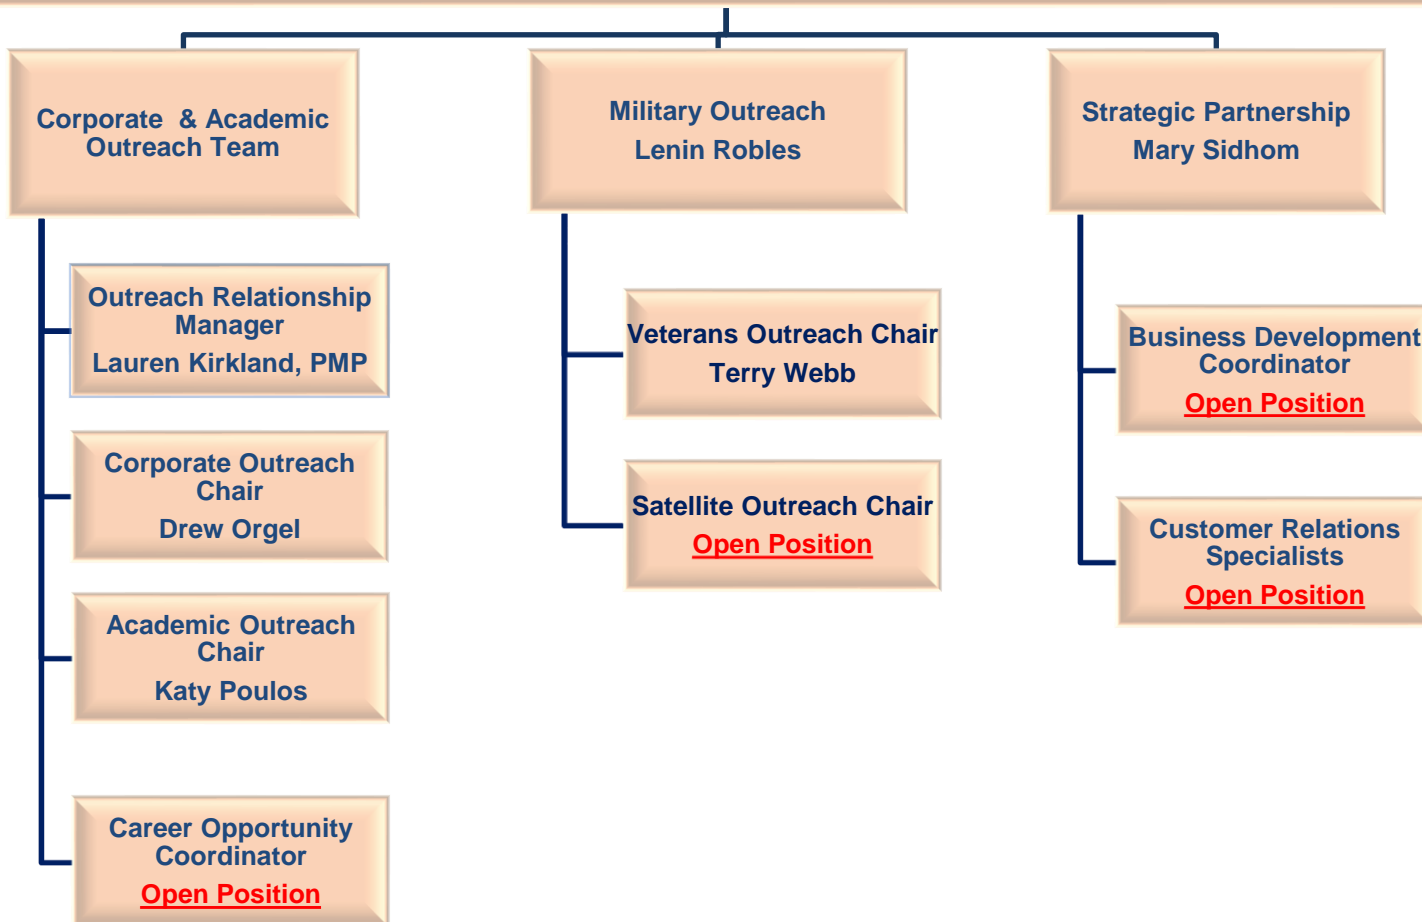 Corporate & Academic
Outreach Team
Outreach Relationship
Manager
Lauren Kirkland, PMP
Corporate Outreach
Chair
Drew Orgel
Academic Outreach
Chair
Katy Poulos
Career Opportunity
Coordinator
Open Position
Military Outreach
Lenin Robles
Veterans Outreach Chair
Terry Webb
Satellite Outreach Chair
Open Position
Strategic Partnership
Mary Sidhom
Business Development
Coordinator
Open Position
Customer Relations
Specialists
Open Position